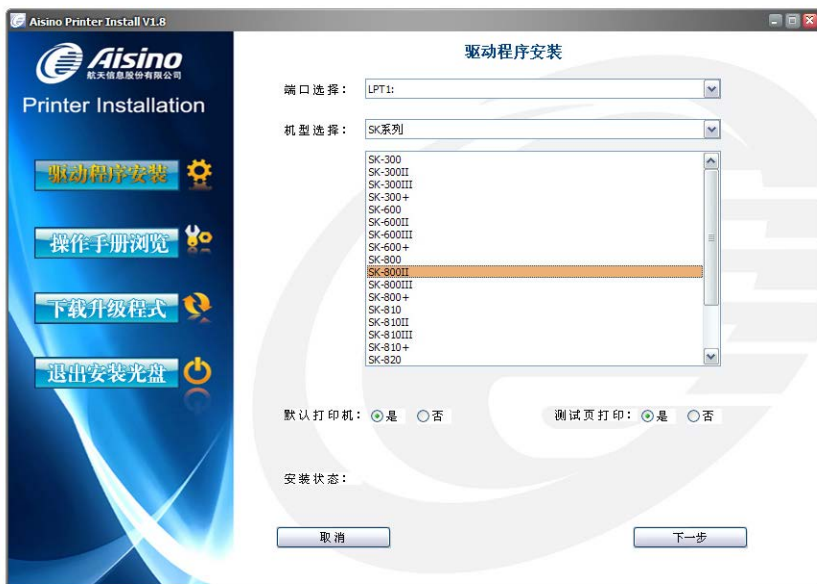 Aisino Printer Install V1.8
Aisino
航天信息股份有限公司
Printer Installation
驱动程序安装
操作手册浏览
下载升级程式
退出安装光盘
驱动程序安装
端口选择: LPT1:
机型选择: SK系列
SK-300
SK-300II
SK-300III
SK-300+
SK-600
SK-600II
SK-600III
SK-600+
SK-800
SK-800II
SK-800III
SK-800+
SK-810
SK-810II
SK-810III
SK-810+
SK-820
默认打印机: 是 否 测试页打印: 是 否
安装状态:
取消 下一步